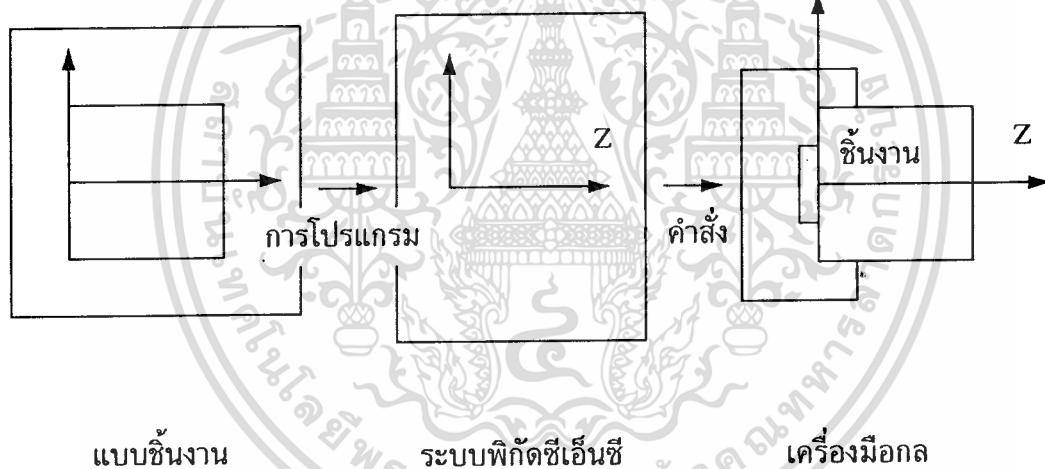 Z
Z
ชิ้นงาน
การโปรแกรม
คำสั่ง
แบบชิ้นงาน
ระบบพิกัดซีเอ็นซี
เครื่องมือกล